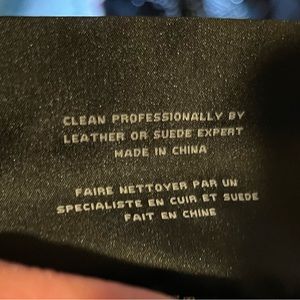 CLEAN PROFESSIONALLY BY
LEATHER OR SUEDE EXPERT
MADE IN CHINA
FAIRE NETTOYER PAR UN
SPECIALISTE EN CUIR ET SUEDE
FAIT EN CHINE